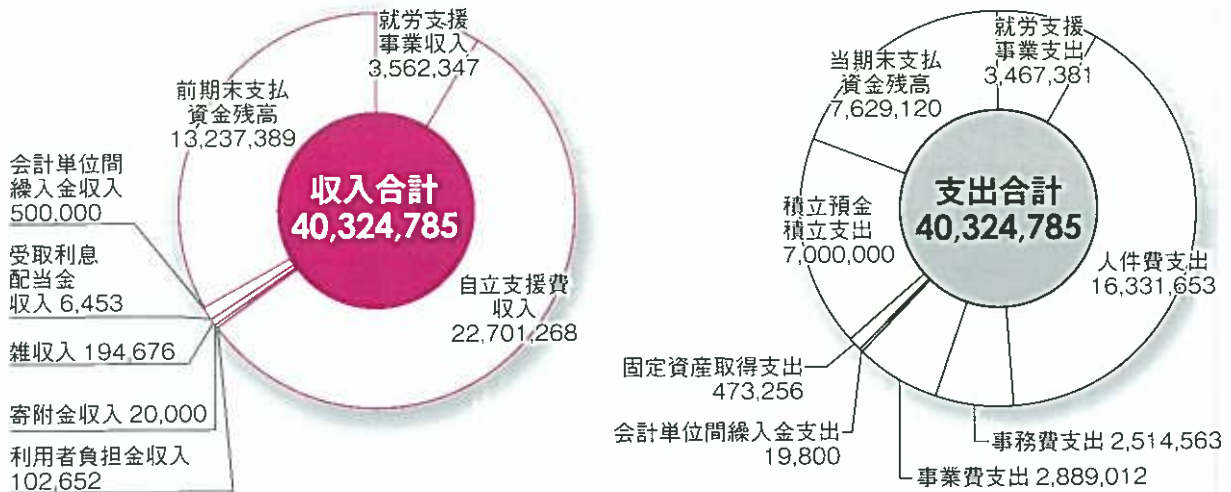 就労支援
事業収入
3,562,347
前期末支払
資金残高
13,237,389
会計単位間
繰入金収入
500,000
受取利息
配当金
収入 6,453
雑収入 194,676
寄附金収入 20,000
利用者負担金収入
102,652
収入合計
40,324,785
自立支援費
収入
22,701,268
就労支援
事業支出
3,467,381
当期末支払
資金残高
7,629,120
積立預金
積立支出
7,000,000
支出合計
40,324,785
人件費支出
16,331,653
固定資産取得支出
473,256
会計単位間繰入金支出
19,800
事業費支出 2,889,012
事務費支出 2,514,563